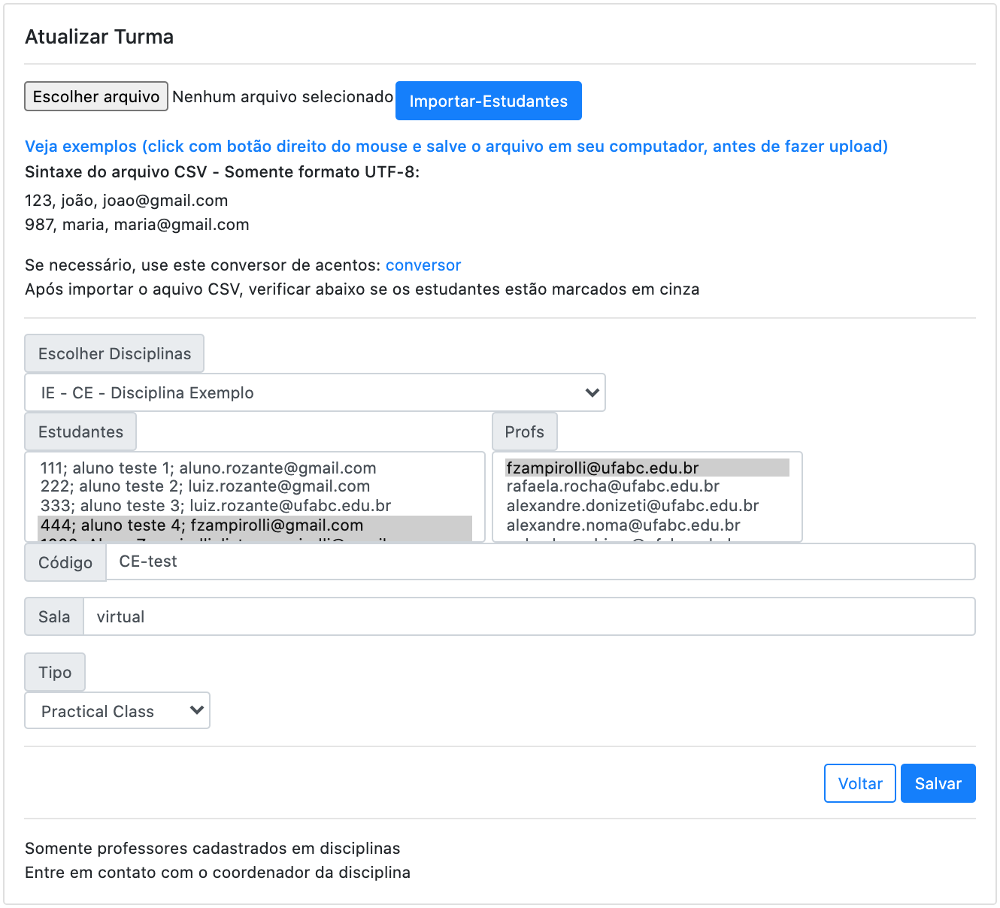 Atualizar Turma
Escolher arquivo Nenhum arquivo selecionado Importar-Estudantes
Veja exemplos (click com botão direito do mouse e salve o arquivo em seu computador, antes de fazer upload)
Sintaxe do arquivo CSV - Somente formato UTF-8:
123, joão, joao@gmail.com
987, maria, maria@gmail.com
Se necessário, use este conversor de acentos: conversor
Após importar o aquivo CSV, verificar abaixo se os estudantes estão marcados em cinza
Escolher Disciplinas
IE - CE - Disciplina Exemplo
Estudantes
111; aluno teste 1; aluno.rozante@gmail.com
222; aluno teste 2; luiz.rozante@gmail.com
333; aluno teste 3; luiz.rozante@ufabc.edu.br
444; aluno teste 4; fzampirolli@gmail.com
Profs
fzampirolli@ufabc.edu.br
rafaela.rocha@ufabc.edu.br
alexandre.donizeti@ufabc.edu.br
alexandre.noma@ufabc.edu.br
Código CE-test
Sala virtual
Tipo
Practical Class
Voltar Salvar
Somente professores cadastrados em disciplinas
Entre em contato com o coordenador da disciplina